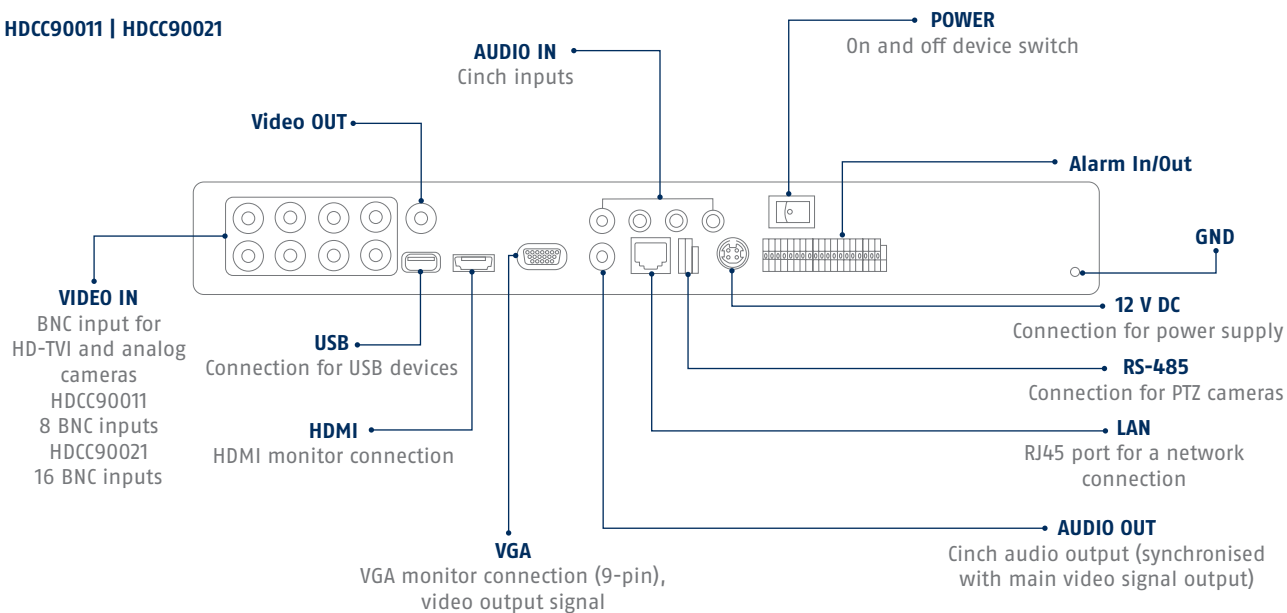 HDCC90011 | HDCC90021
POWER
On and off device switch
AUDIO IN
Cinch inputs
Video OUT
Alarm In/Out
GND
VIDEO IN
BNC input for
HD-TVI and analog
cameras
HDCC90011
8 BNC inputs
HDCC90021
16 BNC inputs
USB
Connection for USB devices
HDMI
HDMI monitor connection
VGA
VGA monitor connection (9-pin),
video output signal
12 V DC
Connection for power supply
RS-485
Connection for PTZ cameras
LAN
RJ45 port for a network
connection
AUDIO OUT
Cinch audio output (synchronised
with main video signal output)